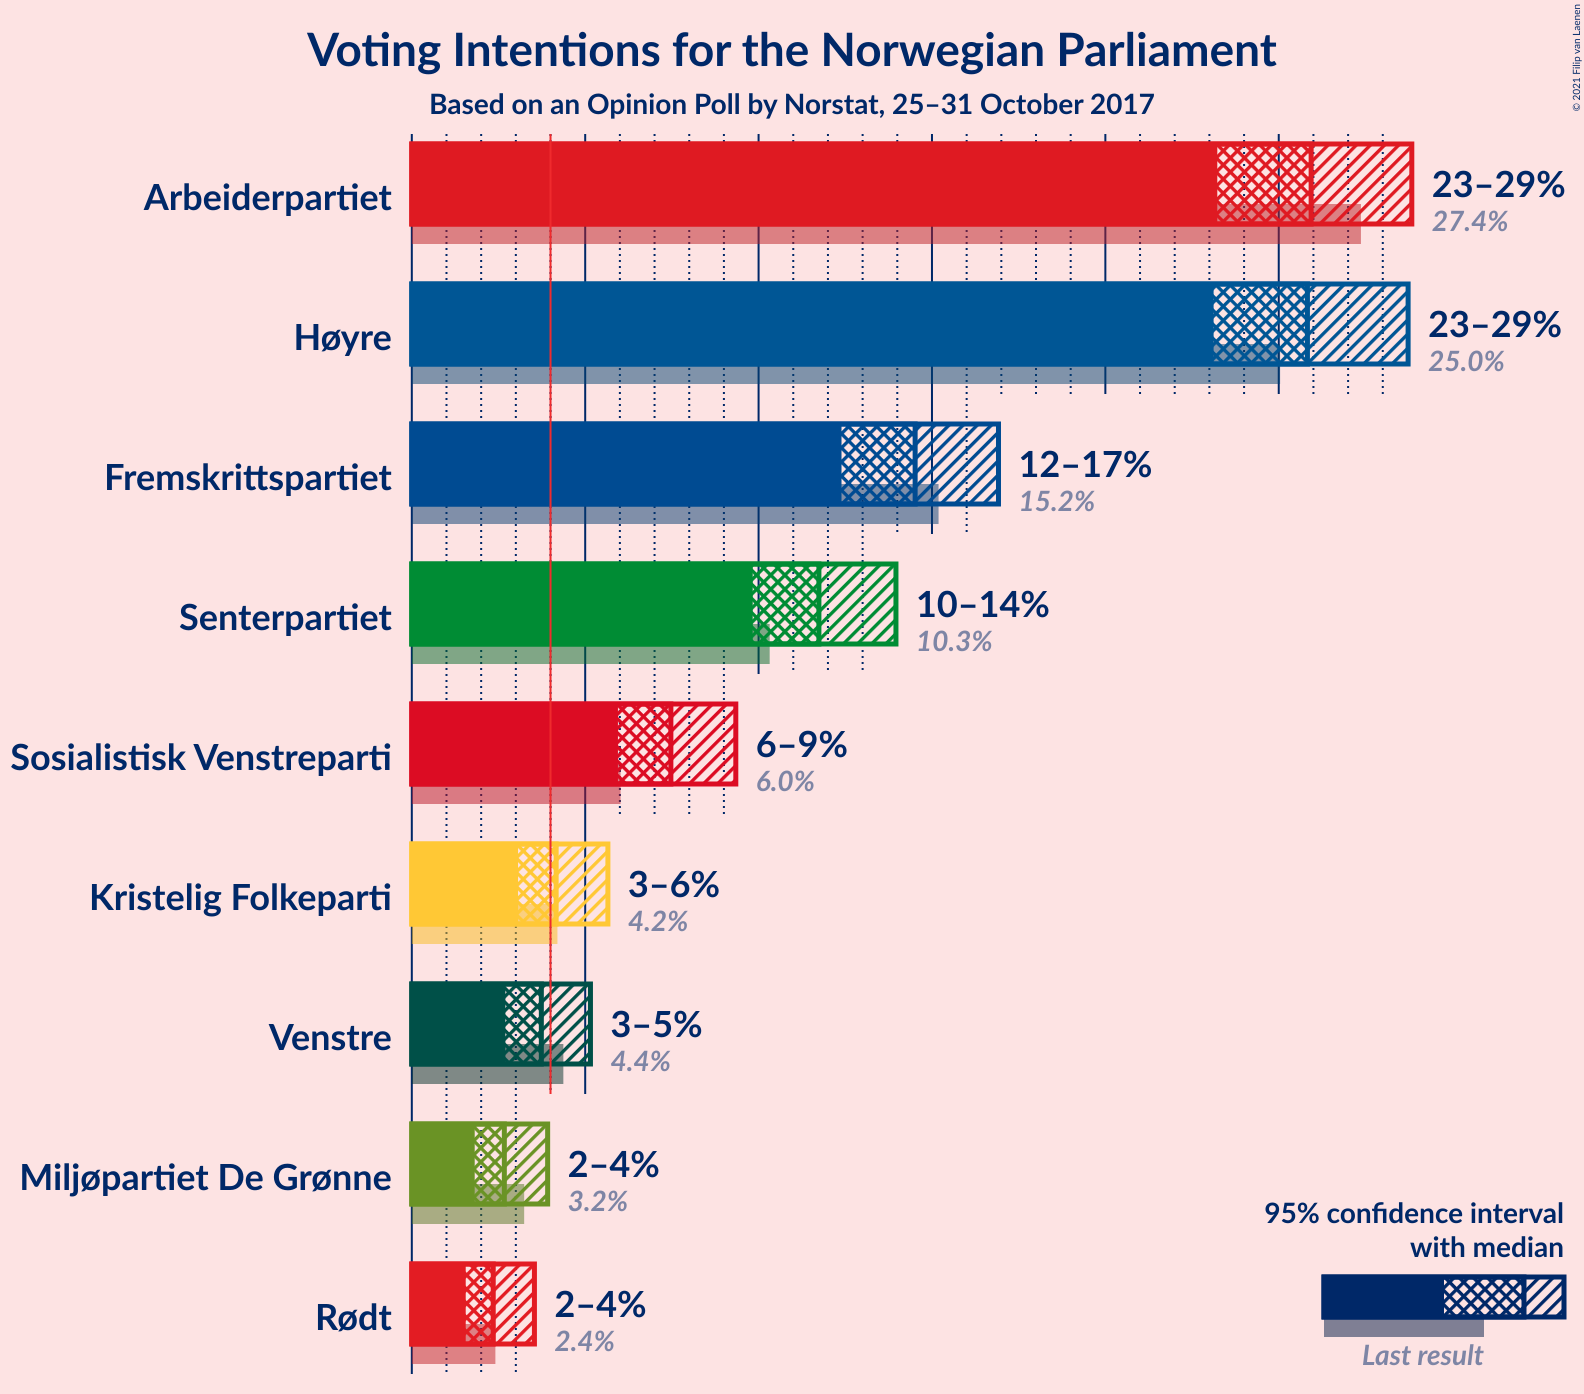 Voting Intentions for the Norwegian Parliament
Based on an Opinion Poll by Norstat, 25–31 October 2017
© 2021 Filip van Laenen
Arbeiderpartiet
23–29%
27.4%
Høyre
23–29%
25.0%
Fremskrittspartiet
12–17%
15.2%
Senterpartiet
10–14%
10.3%
Sosialistisk Venstreparti
6–9%
6.0%
Kristelig Folkeparti
3–6%
4.2%
Venstre
3–5%
4.4%
Miljøpartiet De Grønne
2–4%
3.2%
Rødt
2–4%
2.4%
95% confidence interval
with median
Last result